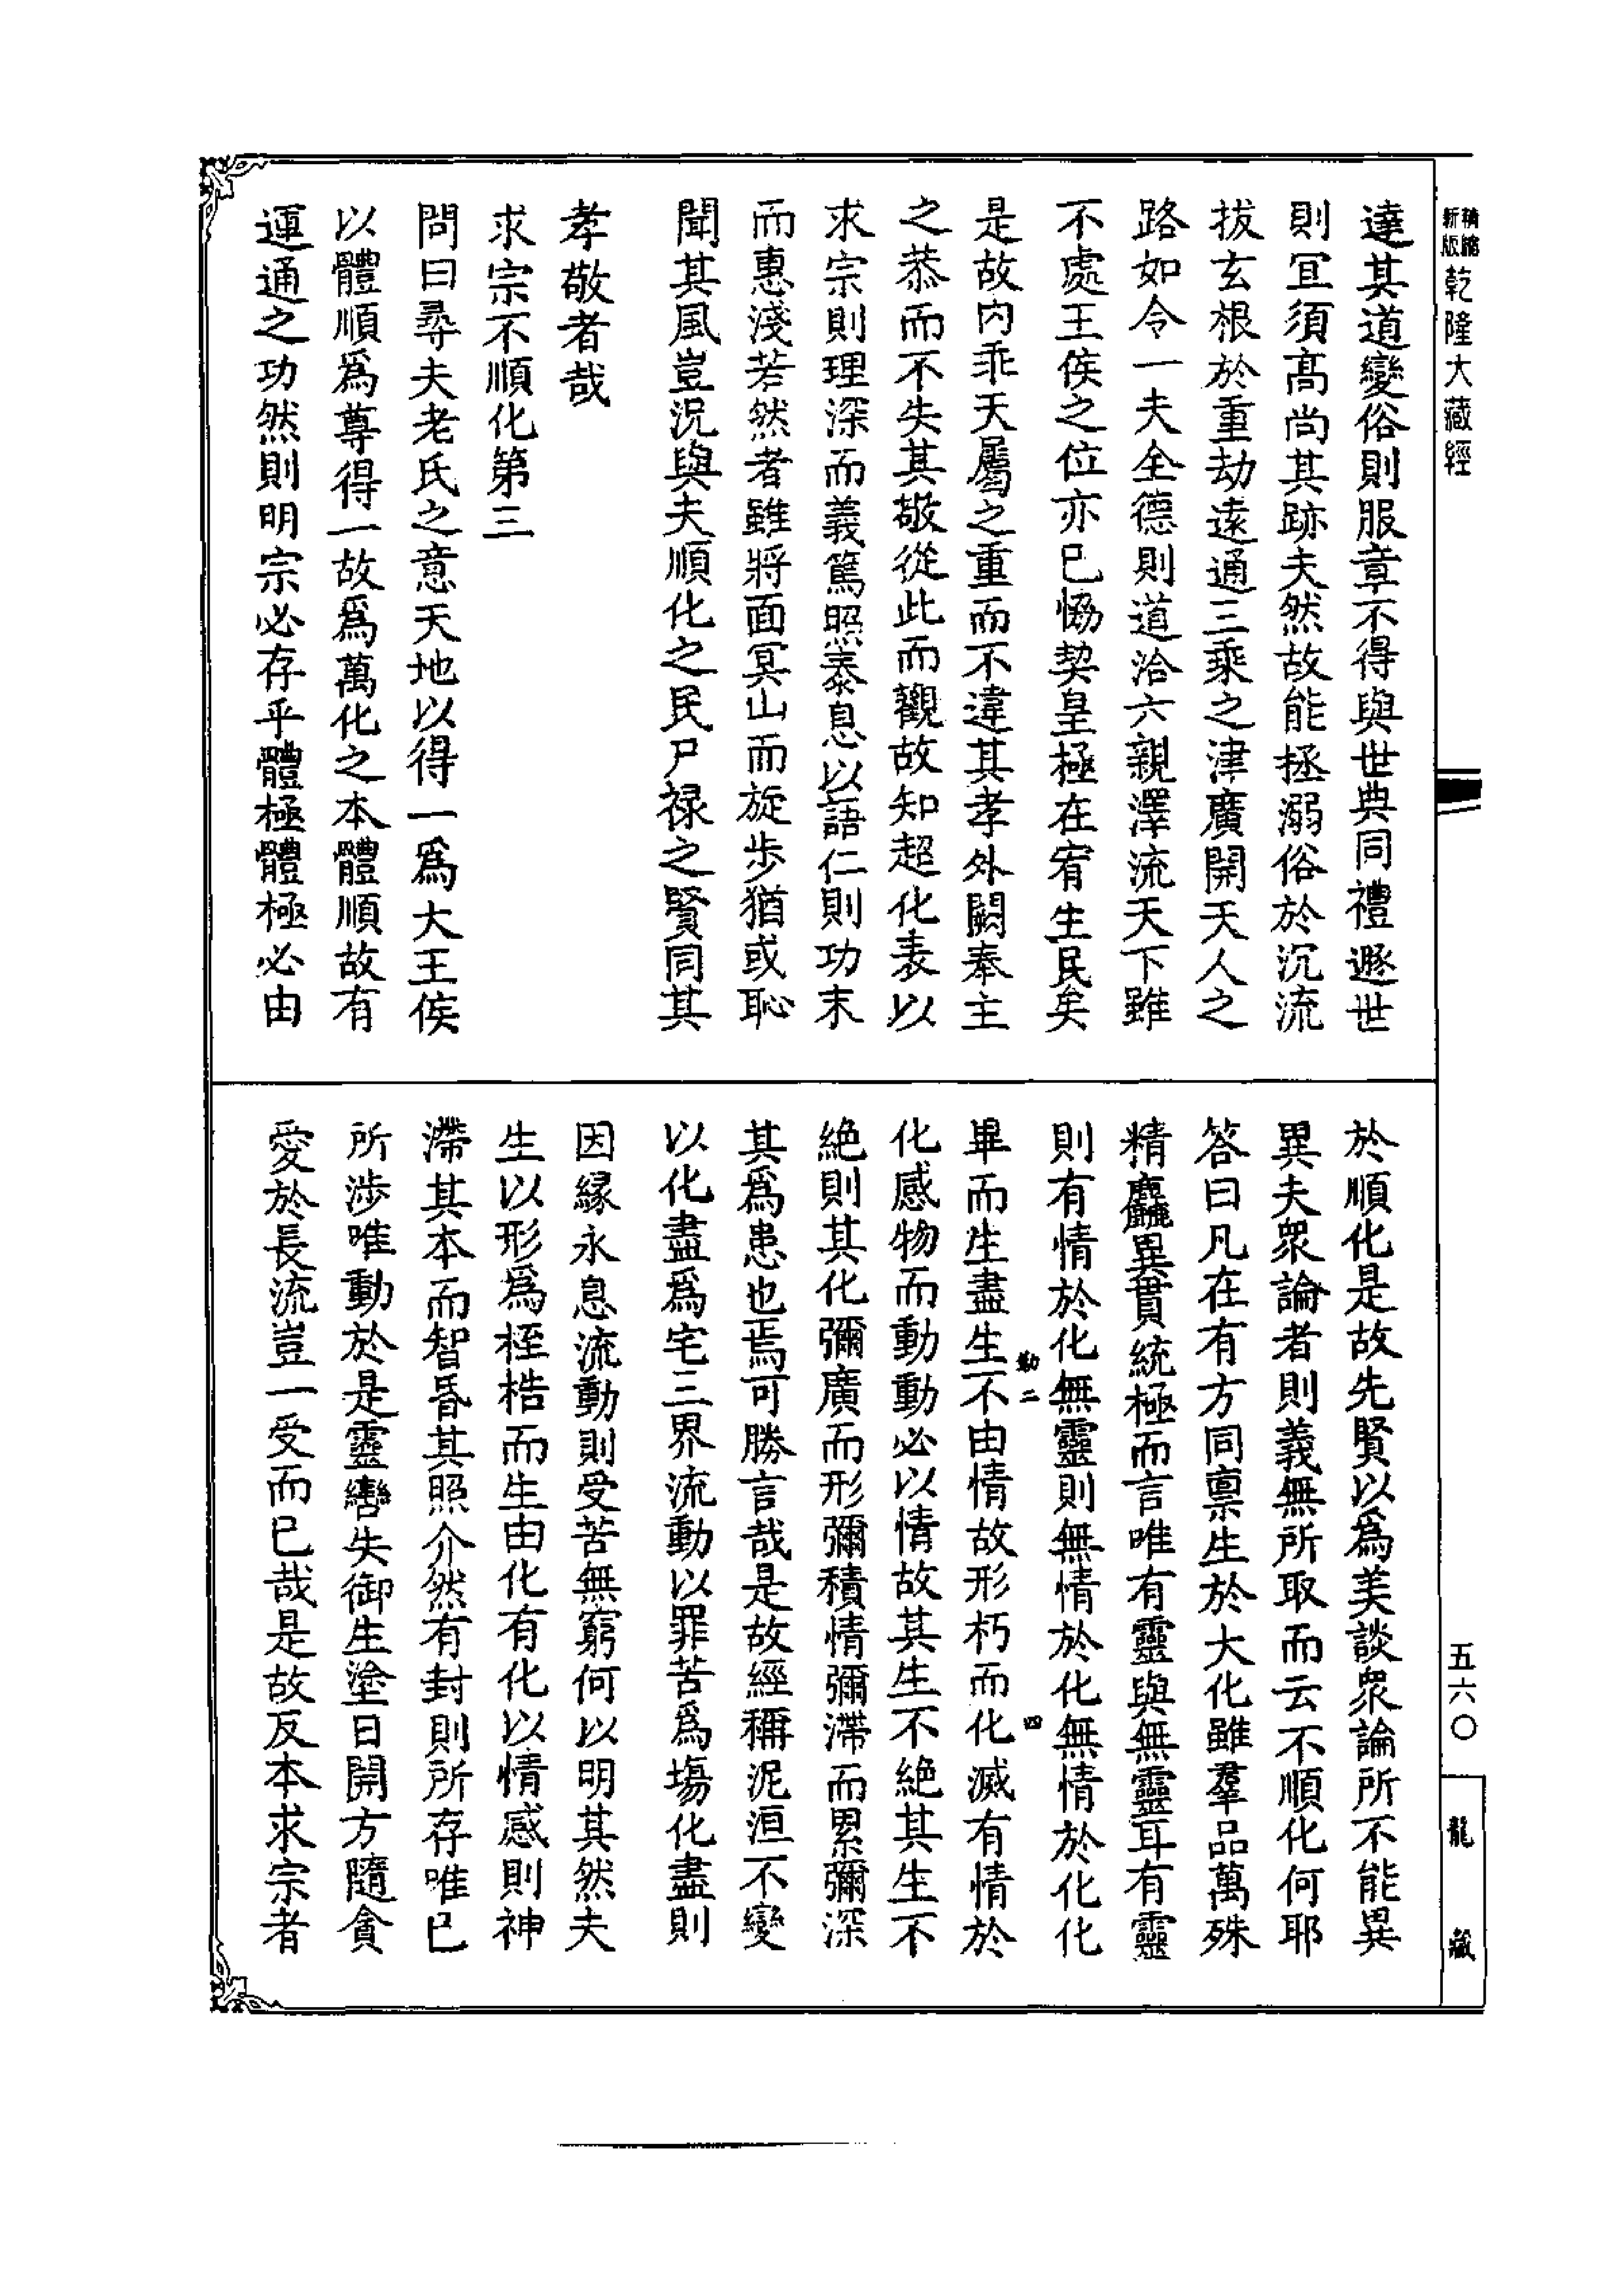 精縮新版乾隆大藏經
達其道變俗則服章不得與世典同禮遯世
則冝須髙尚其跡夫然故能拯溺俗於沉流
拔玄根於重劫遠通三乘之津廣開天人之
路如令一夫全德則道洽六親澤流天下雖
不處王侯之位亦巳恊契皇極在宥生民矣
是故内乖天屬之重而不違其孝外闕奉主
之恭而不失其敬從此而觀故知超化表以
求宗則理深而義篤照泰息以語仁則功末
而惠淺若然者雖將面冥山而旋步猶或恥
聞其風豈況與夫順化之民尸禄之賢同其
孝敬者哉
求宗不順化第三
問曰尋夫老氏之意天地以得一爲大王侯
以體順爲尊得一故爲萬化之本體順故有
運通之功然則明宗必存乎體極體極必由
於順化是故先賢以爲美談衆論所不能異
異夫衆論者則義無所取而云不順化何耶
答曰凡在有方同禀生於大化雖羣品萬殊
精麤異貫統極而言唯有靈與無靈耳有靈
則有情於化無靈則無情於化無情於化化
勤二 四
畢而生盡生不由情故形朽而化滅有情於
化感物而動動必以情故其生不絶其生不
絶則其化彌廣而形彌積情彌滯而累彌深
其爲患也焉可勝言哉是故經稱泥洹不變
以化盡爲宅三界流動以罪苦爲塲化盡則
因緣永息流動則受苦無窮何以明其然夫
生以形爲桎梏而生由化有化以情感則神
滯其本而智昏其照介然有封則所存唯巳
所涉唯動於是靈轡失御生塗日開方隨貪
愛於長流豈一受而巳哉是故反本求宗者
五六〇
龍藏